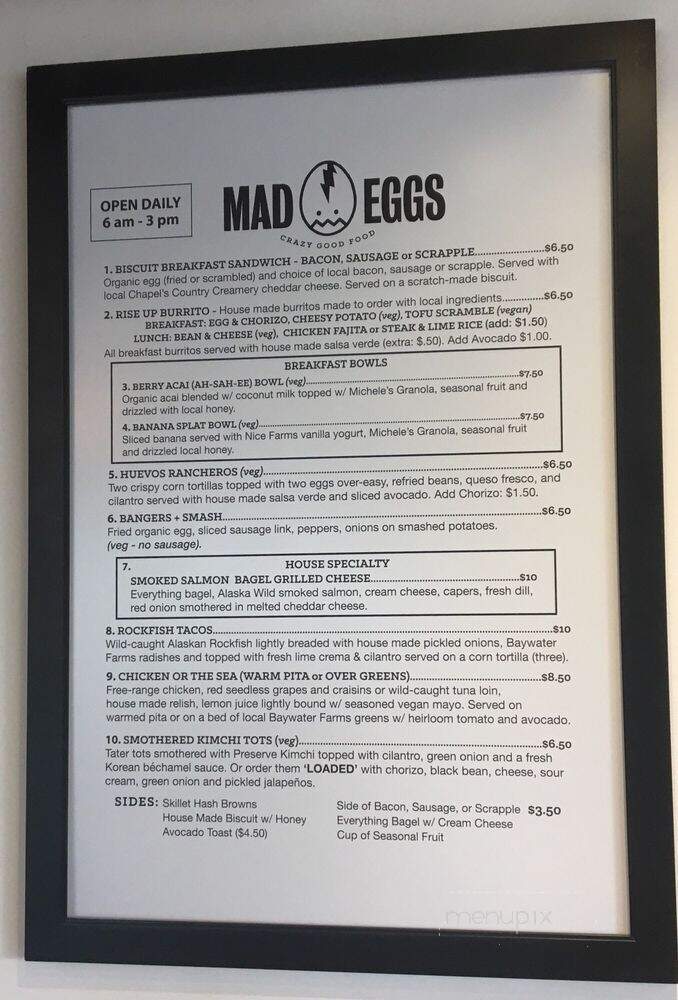 OPEN DAILY
6 am - 3 pm
MAD EGGS
CRAZY GOOD FOOD
1. BISCUIT BREAKFAST SANDWICH - BACON, SAUSAGE or SCRAPPLE...................$6.50
Organic egg (fried or scrambled) and choice of local bacon, sausage or scrapple. Served with
local Chapel's Country Creamery cheddar cheese. Served on a scratch-made biscuit.
2. RISE UP BURRITO - House made burritos made to order with local ingredients............$6.50
BREAKFAST: EGG & CHORIZO, CHEESY POTATO (veg), TOFU SCRAMBLE (vegan)
LUNCH: BEAN & CHEESE (veg), CHICKEN FAJITA or STEAK & LIME RICE (add: $1.50)
All breakfast burritos served with house made salsa verde (extra: $.50). Add Avocado $1.00.
BREAKFAST BOWLS
3. BERRY ACAI (AH-SAH-EE) BOWL (veg)...................$7.50
Organic acai blended w/ coconut milk topped w/ Michele's Granola, seasonal fruit and
drizzled with local honey.
4. BANANA SPLAT BOWL (veg)...................$7.50
Sliced banana served with Nice Farms vanilla yogurt, Michele's Granola, seasonal fruit
and drizzled local honey.
5. HUEVOS RANCHEROS (veg)...................$6.50
Two crispy corn tortillas topped with two eggs over-easy, refried beans, queso fresco, and
cilantro served with house made salsa verde and sliced avocado. Add Chorizo: $1.50.
6. BANGERS + SMASH...................$6.50
Fried organic egg, sliced sausage link, peppers, onions on smashed potatoes.
(veg - no sausage).
7. HOUSE SPECIALTY
SMOKED SALMON BAGEL GRILLED CHEESE...................$10
Everything bagel, Alaska Wild smoked salmon, cream cheese, capers, fresh dill,
red onion smothered in melted cheddar cheese.
8. ROCKFISH TACOS...................$10
Wild-caught Alaskan Rockfish lightly breaded with house made pickled onions, Baywater
Farms radishes and topped with fresh lime crema & cilantro served on a corn tortilla (three).
9. CHICKEN OR THE SEA (WARM PITA or OVER GREENS)...................$8.50
Free-range chicken, red seedless grapes and craisins or wild-caught tuna loin,
house made relish, lemon juice lightly bound w/ seasoned vegan mayo. Served on
warmed pita or on a bed of local Baywater Farms greens w/ heirloom tomato and avocado.
10. SMOTHERED KIMCHI TOTS (veg)...................$6.50
Tater tots smothered with Preserve Kimchi topped with cilantro, green onion and a fresh
Korean béchamel sauce. Or order them 'LOADED' with chorizo, black bean, cheese, sour
cream, green onion and pickled jalapeños.
SIDES: Skillet Hash Browns
House Made Biscuit w/ Honey
Avocado Toast ($4.50)
Side of Bacon, Sausage, or Scrapple $3.50
Everything Bagel w/ Cream Cheese
Cup of Seasonal Fruit
menupix